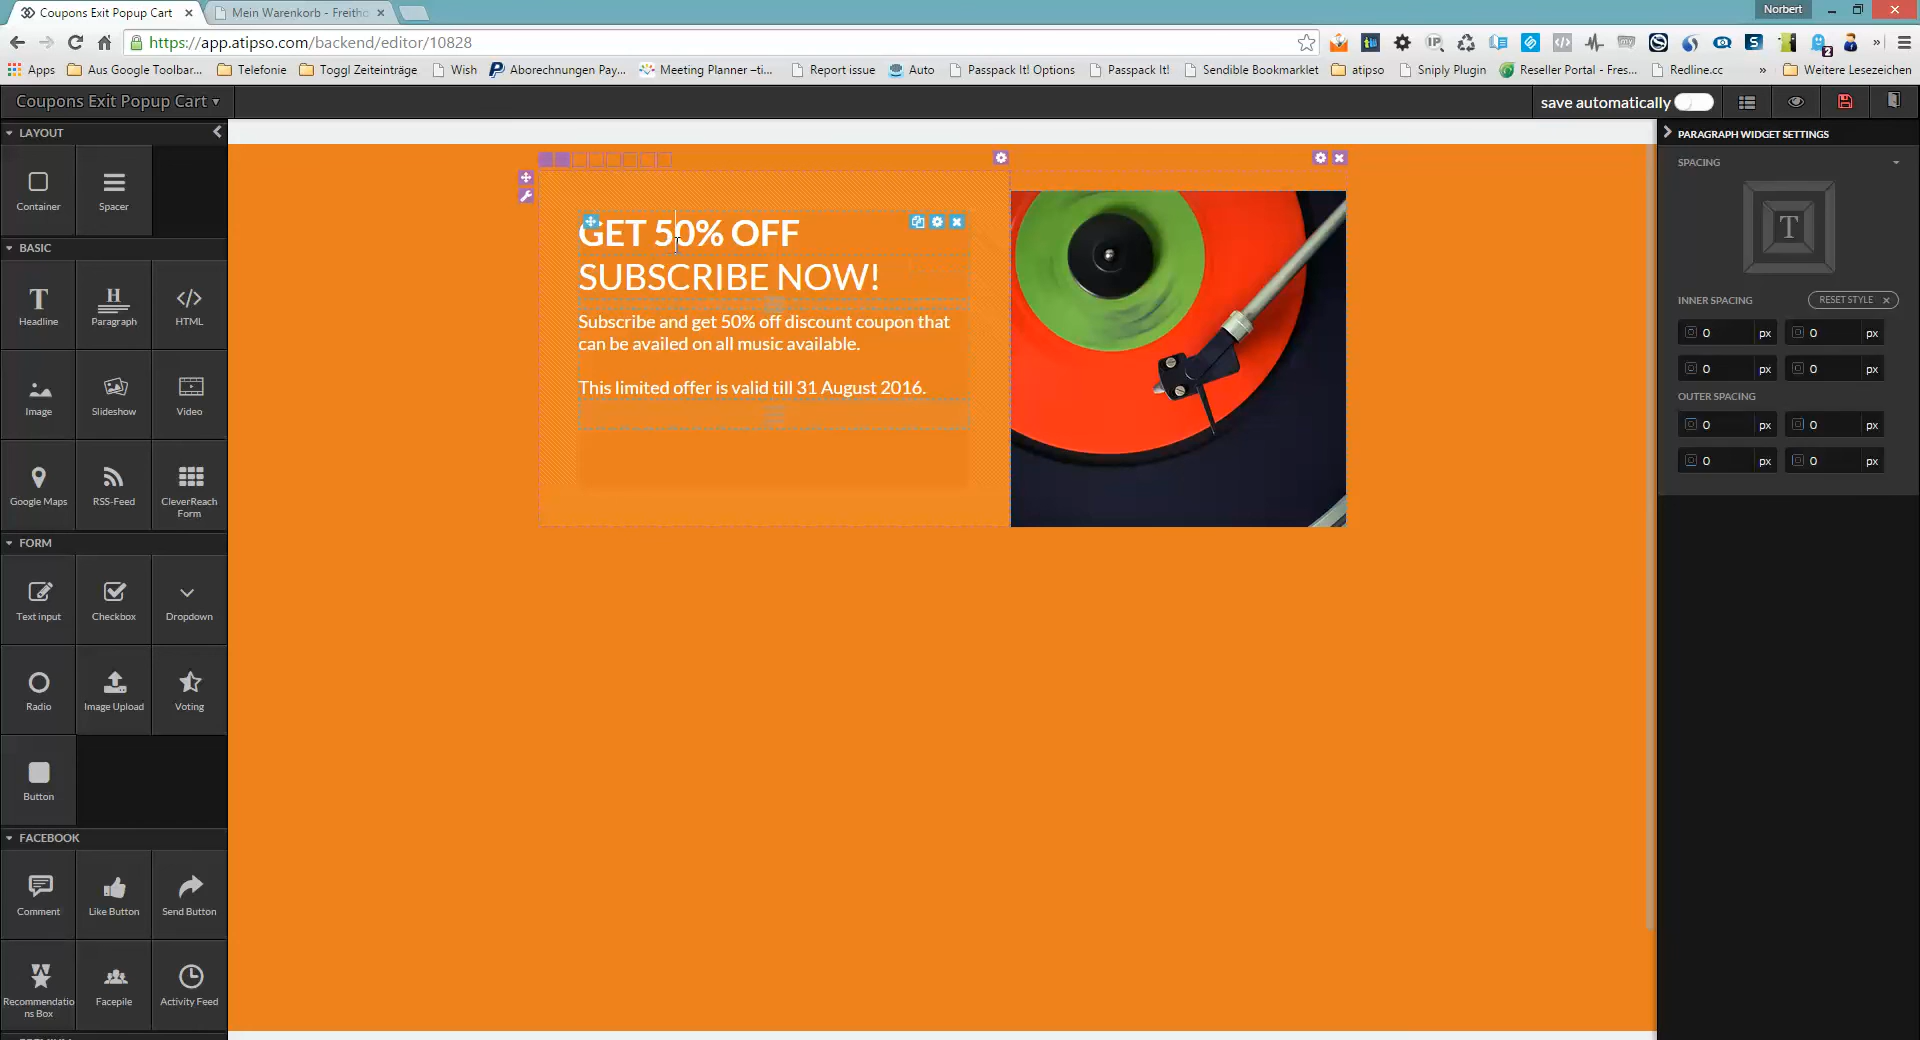 Coupons Exit Popup Cart
Mein Warenkorb - Freitho
Norbert
https://app.atipso.com/backend/editor/10828
Apps
Aus Google Toolbar...
Telefonie
Toggl Zeiteinträge
Wish
Aborechnungen Pay...
Meeting Planner –ti...
Report issue
Auto
Passpack It! Options
Passpack It!
Sendible Bookmarklet
atipso
Sniply Plugin
Reseller Portal - Fres...
Redline.cc
»
Weitere Lesezeichen
Coupons Exit Popup Cart
save automatically
LAYOUT
Container
Spacer
BASIC
Headline
Paragraph
HTML
Image
Slideshow
Video
Google Maps
RSS-Feed
CleverReach
Form
FORM
Text input
Checkbox
Dropdown
Radio
Image Upload
Voting
Button
FACEBOOK
Comment
Like Button
Send Button
Recommendatio
ns Box
Facepile
Activity Feed
GET 50% OFF
SUBSCRIBE NOW!
Subscribe and get 50% off discount coupon that
can be availed on all music available.
This limited offer is valid till 31 August 2016.
PARAGRAPH WIDGET SETTINGS
SPACING
T
INNER SPACING
RESET STYLE
0 px 0 px
0 px 0 px
OUTER SPACING
0 px 0 px
0 px 0 px